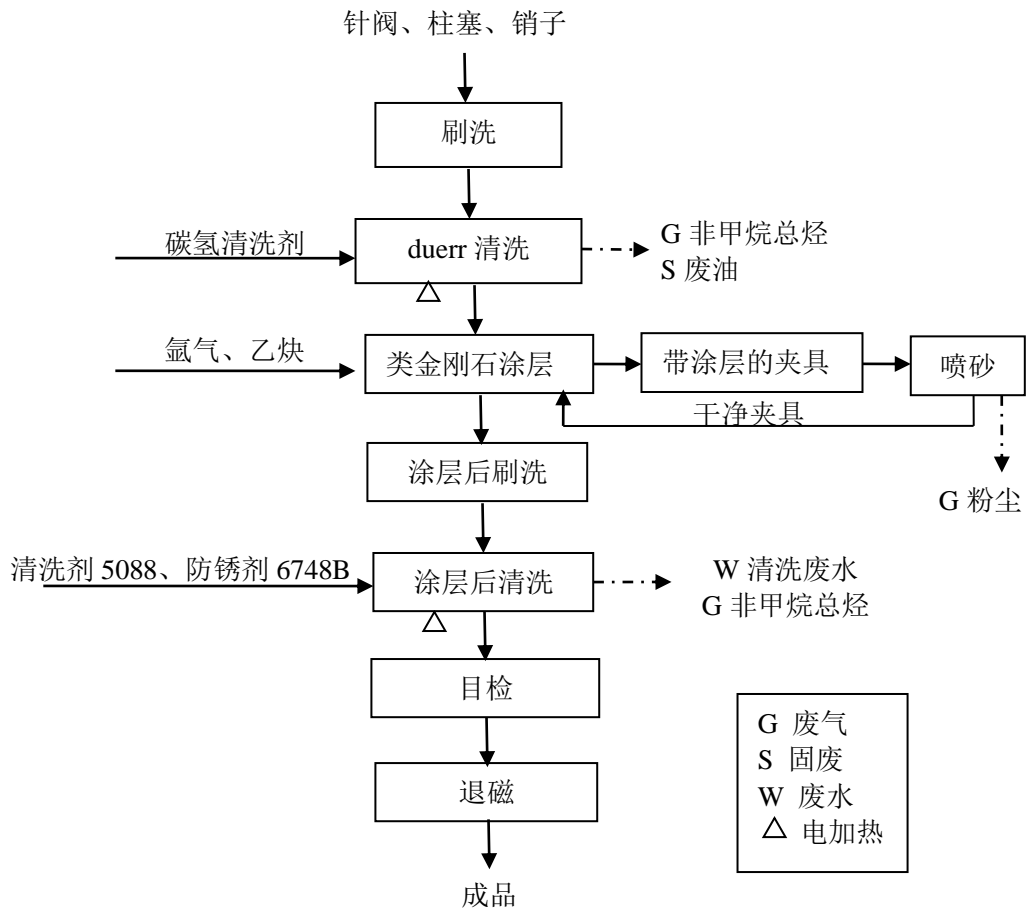 针阀、柱塞、销子
刷洗
碳氢清洗剂
duerr 清洗
G 非甲烷总烃
S 废油
氩气、乙炔
类金刚石涂层
带涂层的夹具
喷砂
干净夹具
涂层后刷洗
G 粉尘
清洗剂 5088、防锈剂 6748B
涂层后清洗
W 清洗废水
G 非甲烷总烃
目检
G 废气
S 固废
W 废水
△ 电加热
退磁
成品